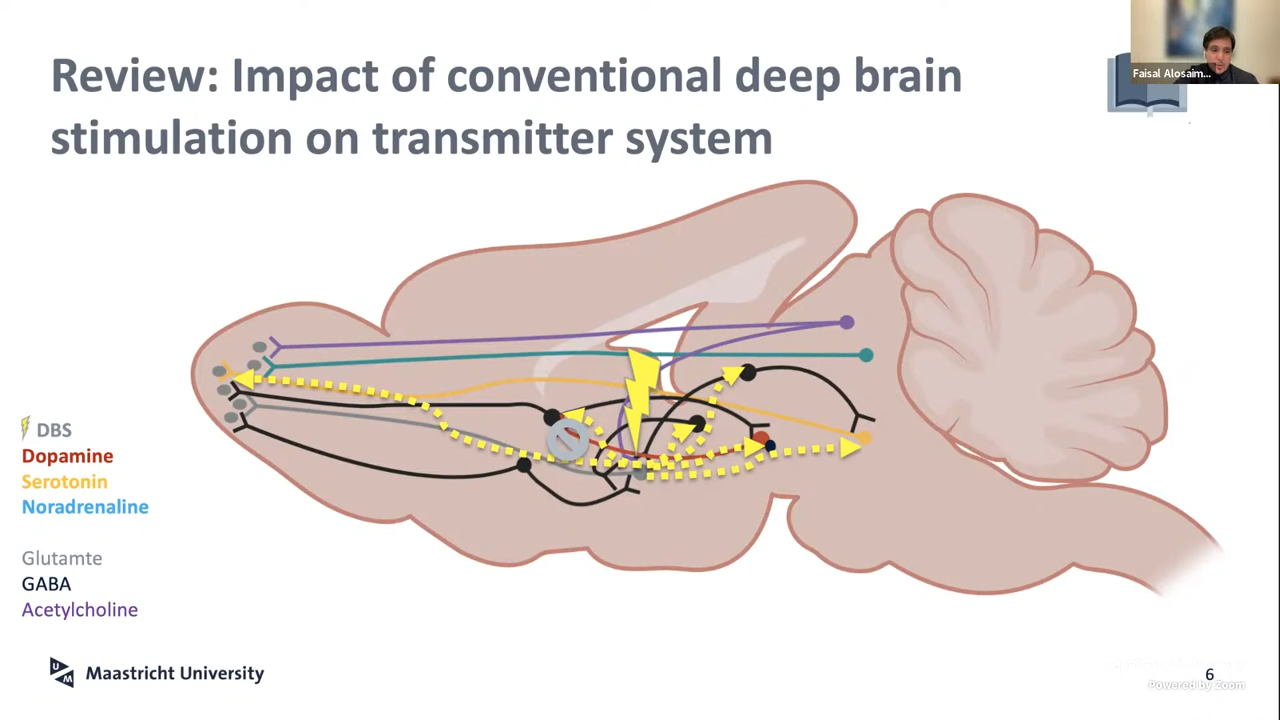 Review: Impact of conventional deep brain
stimulation on transmitter system
Faisal Alosaim...
DBS
Dopamine
Serotonin
Noradrenaline
Glutamte
GABA
Acetylcholine
UM
Maastricht University
6
Powered by Zoom